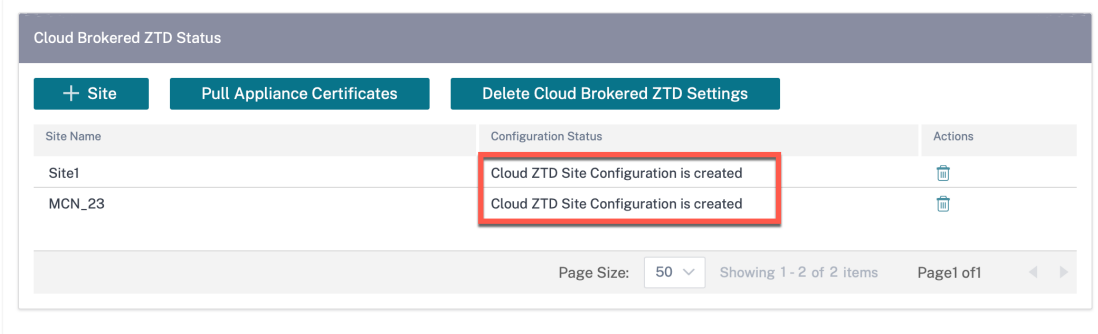 Cloud Brokered ZTD Status
+ Site Pull Appliance Certificates Delete Cloud Brokered ZTD Settings
Site Name Configuration Status Actions
Site1 Cloud ZTD Site Configuration is created
MCN_23 Cloud ZTD Site Configuration is created
Page Size: 50 Showing 1 - 2 of 2 items Page1 of1